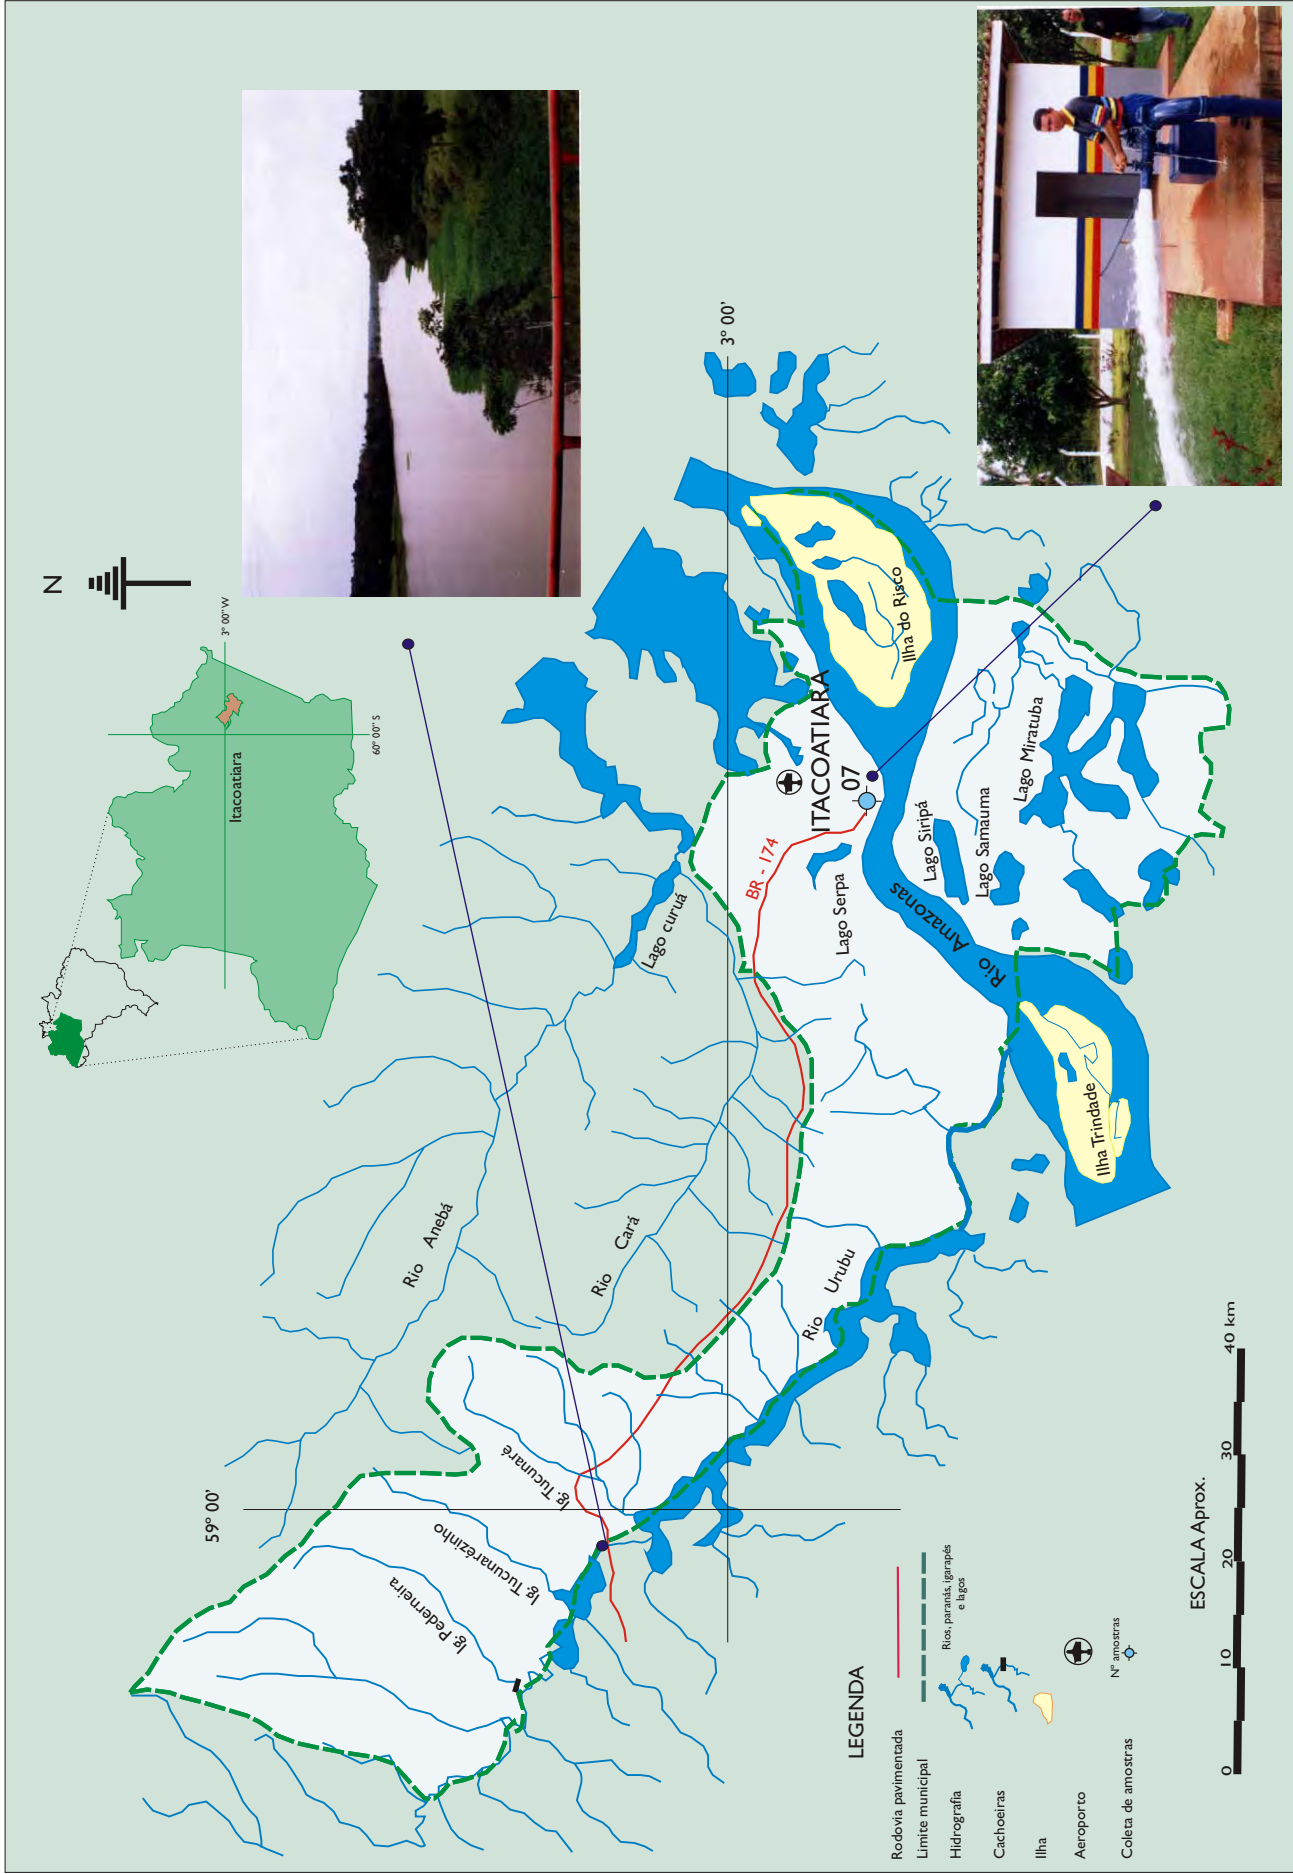 N
3° 00" W
60° 00" S
Itacoatiara
59° 00'
3° 00'
Rio Anebá
Rio Cará
Lago curuá
Ig. Tucunaré
Ig. Tucunarézinho
Ig. Pederneira
BR - 174
ITACOATIARA
07
Ilha do Risco
Lago Serpa
Rio Amazonas
Lago Siripá
Lago Samauma
Lago Miratuba
Rio Urubu
Ilha Trindade
LEGENDA
Rodovia pavimentada
Limite municipal
Hidrografia
Rios, paranás, igarapés
e lagos
Cachoeiras
Ilha
Aeroporto
Coleta de amostras
Nº amostras
ESCALA Aprox.
0 10 20 30 40 km